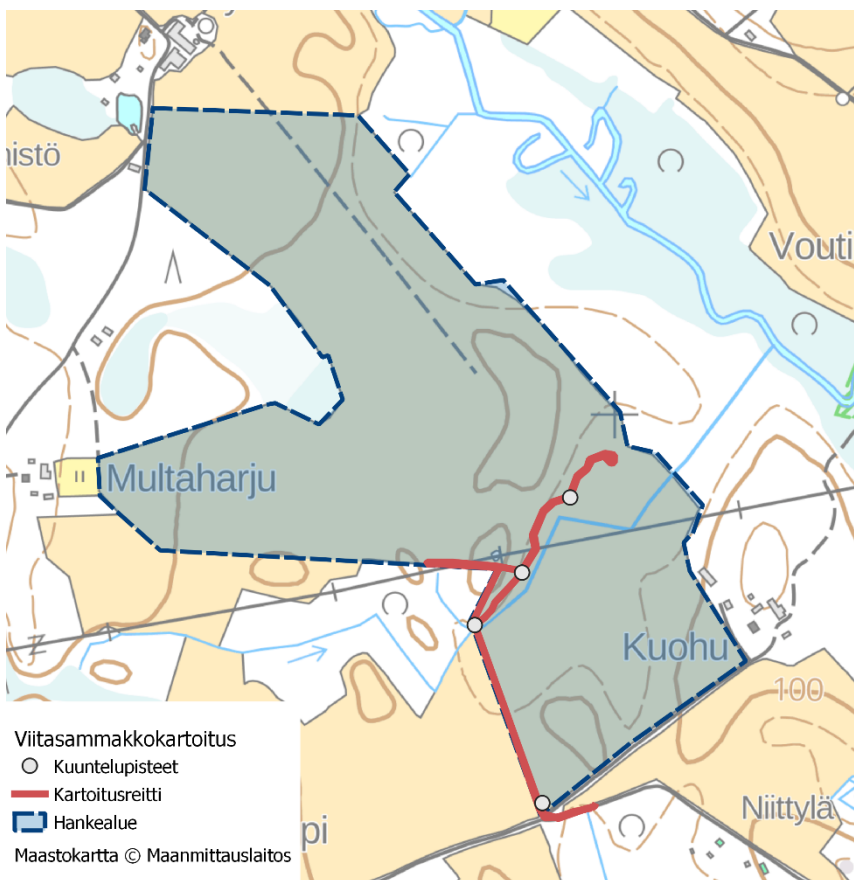 nistö
Vouti
Multaharju
Kuohu
100
Niittylä
pi
Viitasammakkokartoitus
Kuuntelupisteet
Kartoitusreitti
Hankealue
Maastokartta © Maanmittauslaitos